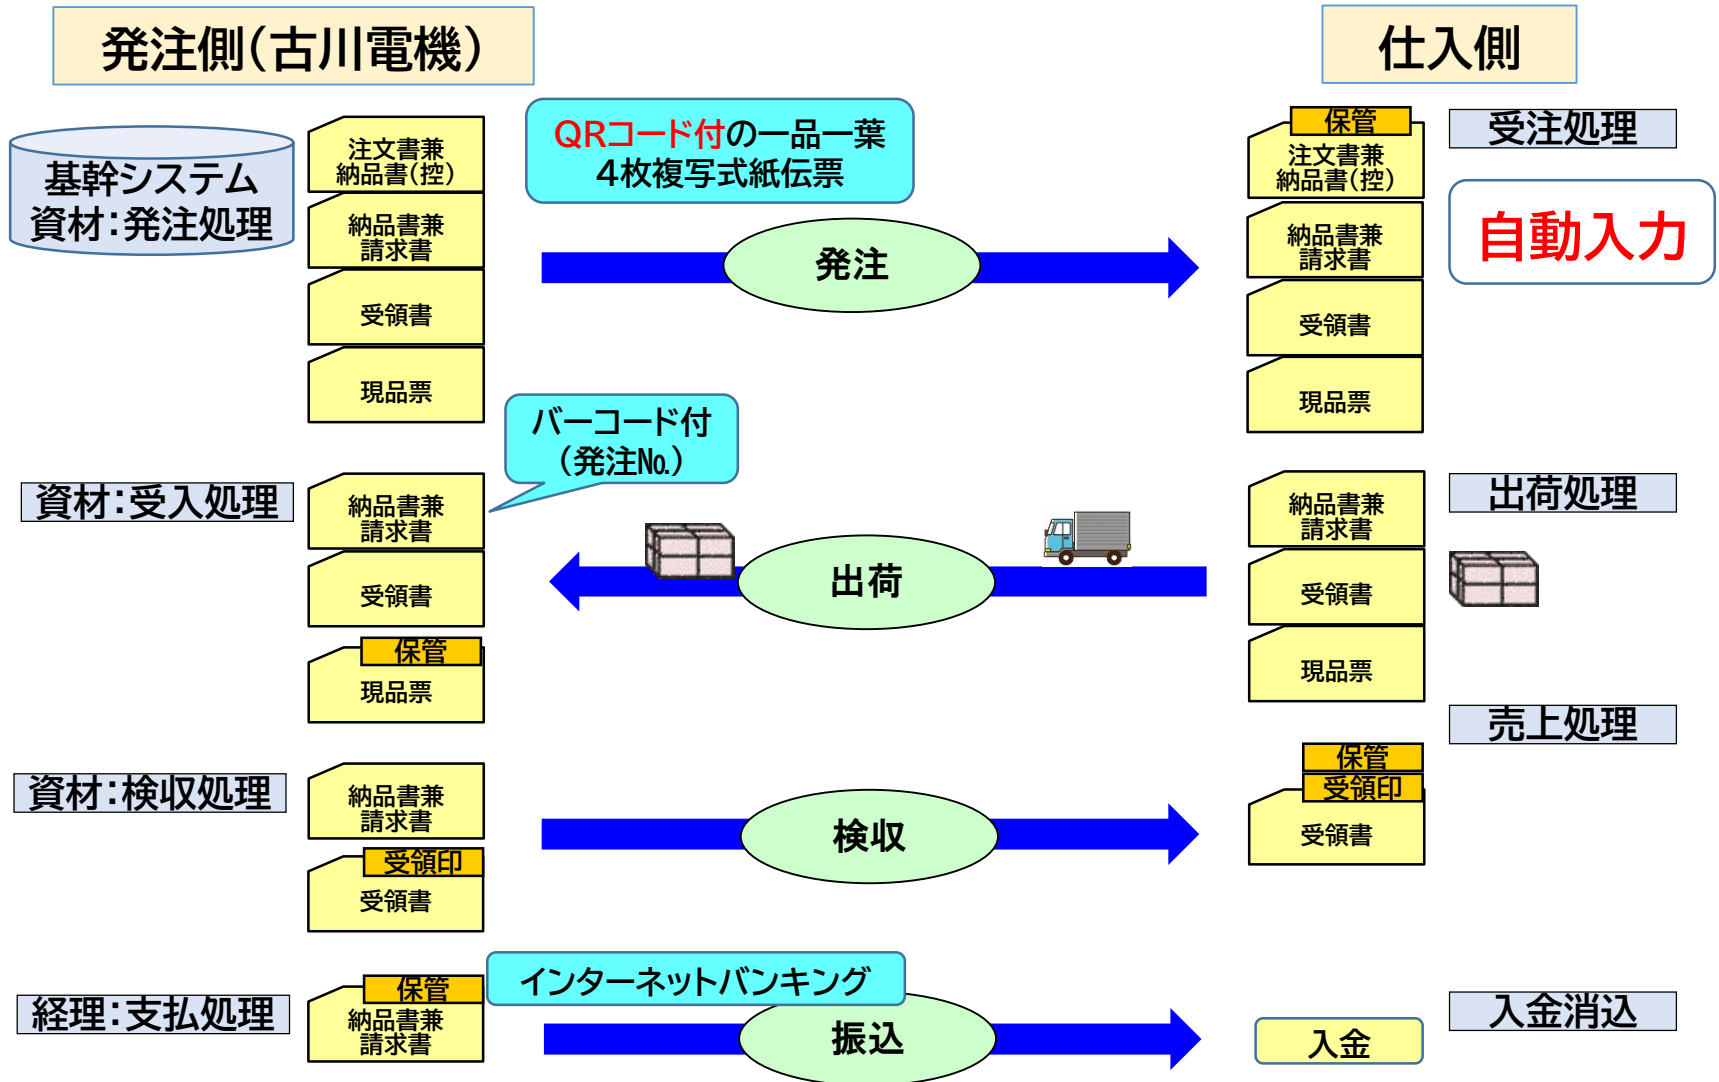 発注側（古川電機）
仕入側
基幹システム
資材：発注処理
注文書兼
納品書（控）
納品書兼
請求書
受領書
現品票
QRコード付の一品一葉
４枚複写式紙伝票
発注
保管
注文書兼
納品書（控）
納品書兼
請求書
受領書
現品票
受注処理
自動入力
資材：受入処理
納品書兼
請求書
受領書
保管
現品票
バーコード付
（発注№）
出荷
納品書兼
請求書
受領書
現品票
出荷処理
売上処理
資材：検収処理
納品書兼
請求書
受領印
受領書
検収
保管
受領印
受領書
経理：支払処理
保管
納品書兼
請求書
インターネットバンキング
振込
入金
入金消込